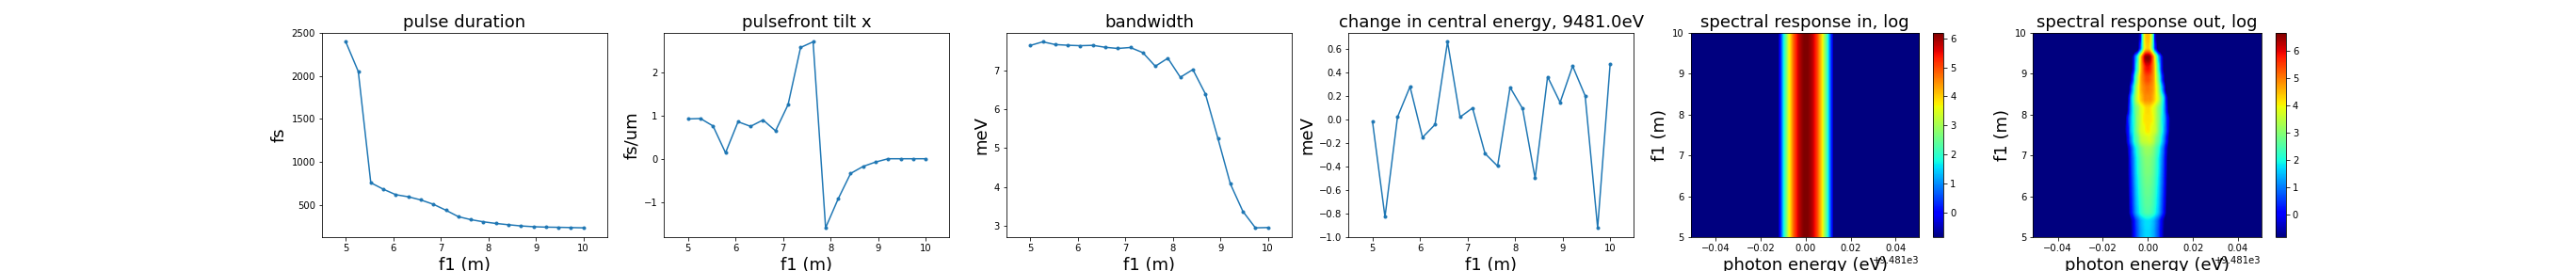 pulse duration
2500
2000
1500
1000
500
fs
5 6 7 8 9 10
f1 (m)
pulsefront tilt x
2
1
0
−1
fs/um
5 6 7 8 9 10
f1 (m)
bandwidth
7
6
5
4
3
meV
5 6 7 8 9 10
f1 (m)
change in central energy, 9481.0eV
0.6
0.4
0.2
0.0
−0.2
−0.4
−0.6
−0.8
−1.0
meV
5 6 7 8 9 10
f1 (m)
spectral response in, log
10
9
8
7
6
5
f1 (m)
−0.04 −0.02 0.00 0.02 0.04
photon energy (eV)
+9.481e3
6
5
4
3
2
1
0
spectral response out, log
10
9
8
7
6
5
f1 (m)
−0.04 −0.02 0.00 0.02 0.04
photon energy (eV)
+9.481e3
6
5
4
3
2
1
0